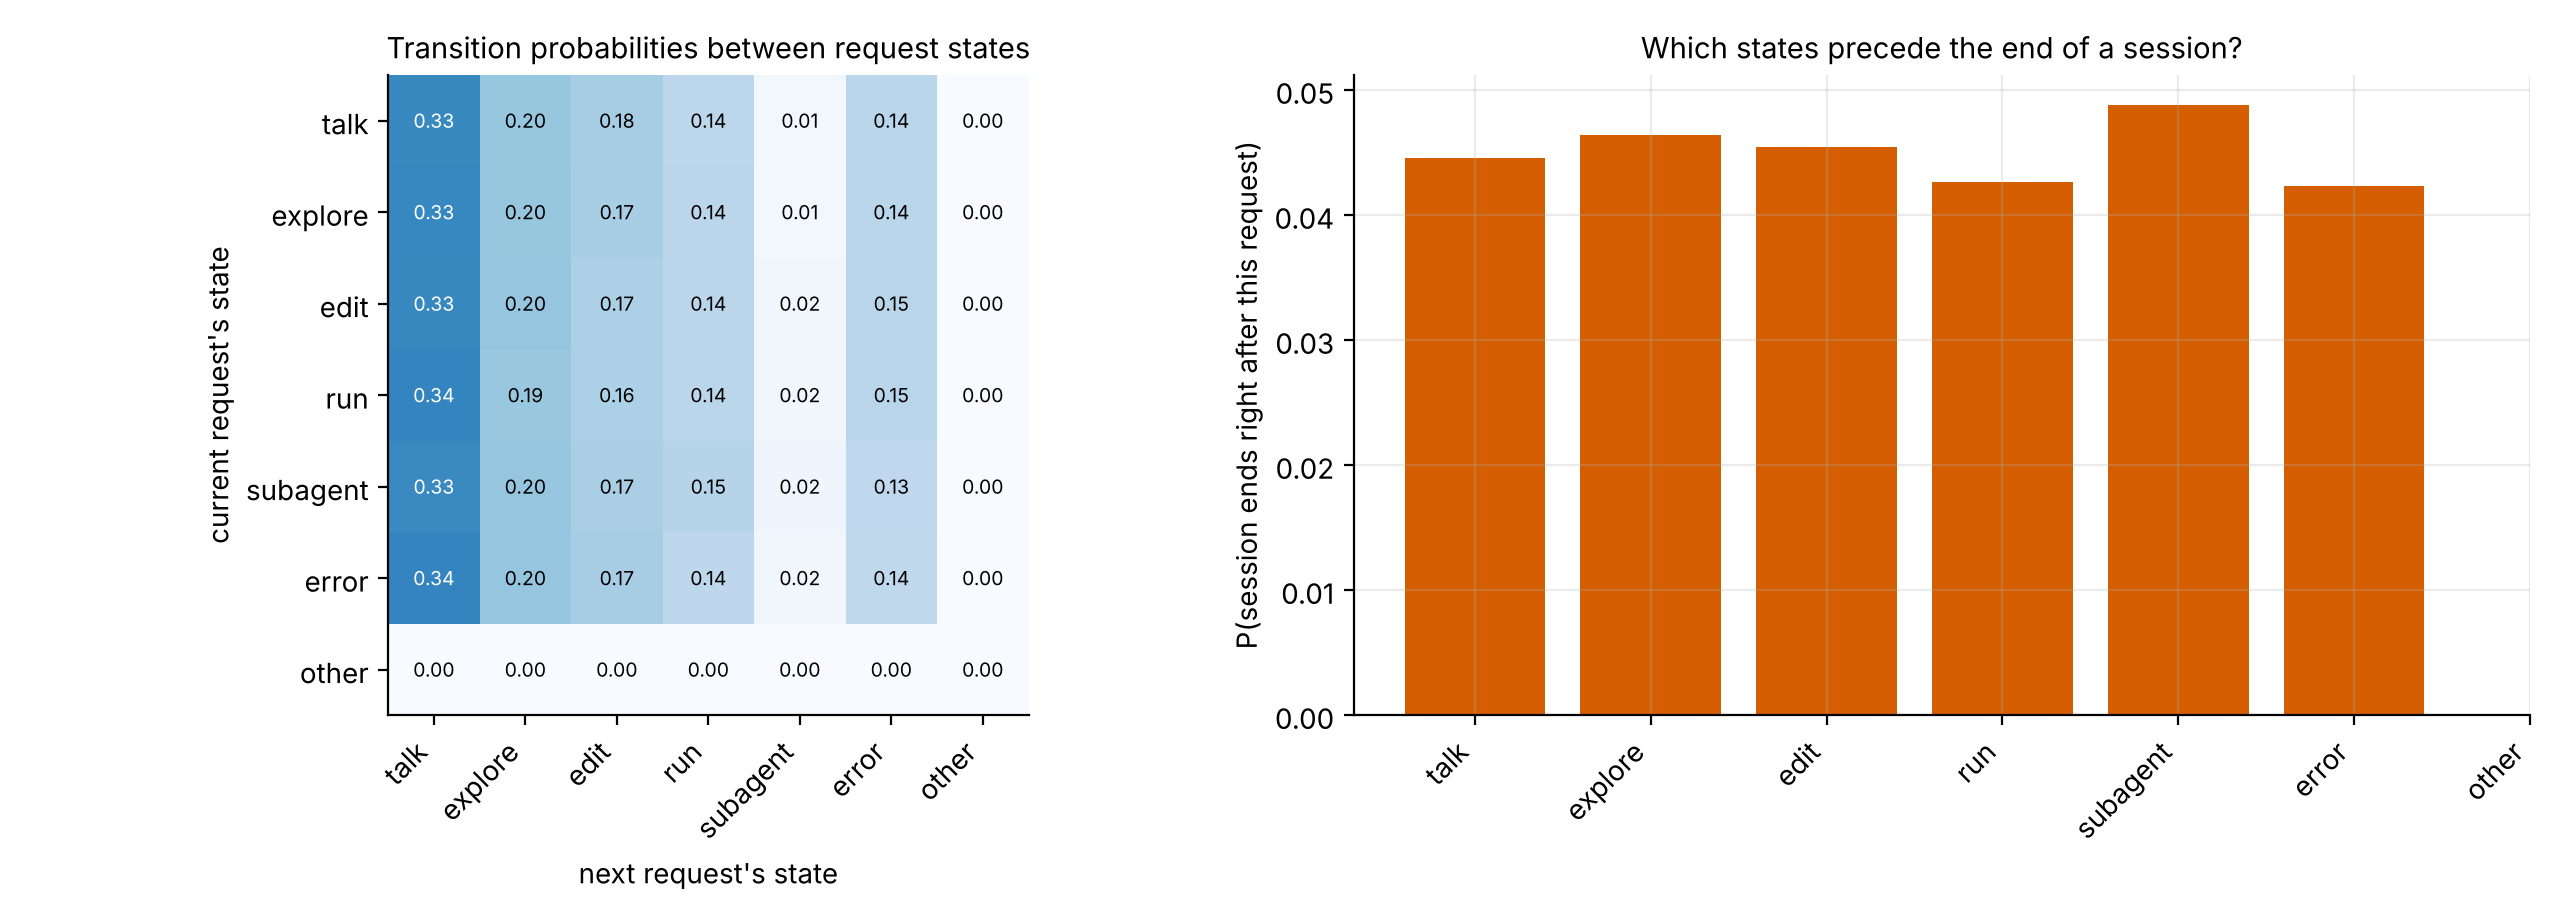 Transition probabilities between request states
current request's state
talk 0.33 0.20 0.18 0.14 0.01 0.14 0.00
explore 0.33 0.20 0.17 0.14 0.01 0.14 0.00
edit 0.33 0.20 0.17 0.14 0.02 0.15 0.00
run 0.34 0.19 0.16 0.14 0.02 0.15 0.00
subagent 0.33 0.20 0.17 0.15 0.02 0.13 0.00
error 0.34 0.20 0.17 0.14 0.02 0.14 0.00
other 0.00 0.00 0.00 0.00 0.00 0.00 0.00
talk explore edit run subagent error other
next request's state
Which states precede the end of a session?
P(session ends right after this request)
0.05
0.04
0.03
0.02
0.01
0.00
talk explore edit run subagent error other